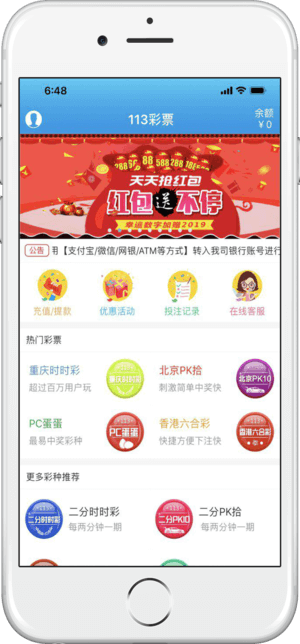 6:48
113彩票
余额
¥ 0
天天抢红包
红包送不停
幸运数字加赠2019
公告 用【支付宝/微信/网银/ATM等方式】转入我司银行账号进行
充值/提款 优惠活动 投注记录 在线客服
热门彩票
重庆时时彩 重庆时时彩 北京PK拾 北京PK10
超过百万用户玩 刺激简单中奖快
PC蛋蛋 PC蛋蛋 香港六合彩 香港六合彩
最易中奖彩种 快捷方便下注快
更多彩种推荐
二分时时彩 二分时时彩 二分PK10 二分PK拾
每两分钟一期 每两分钟一期